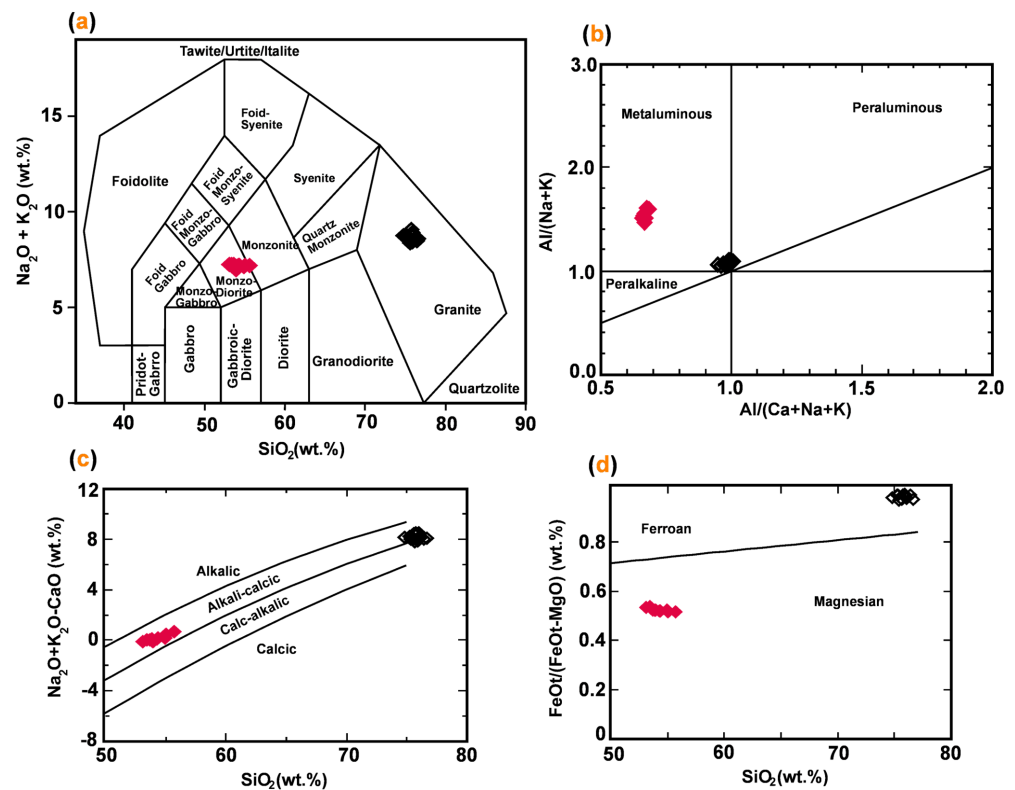 (a)
Tawite/Urtite/Italite
Foid-
Syenite
Foidolite
Foid
Monzo-
Syenite
Syenite
Foid
Monzo-
Gabbro
Monzonite
Quartz
Monzonite
Foid
Gabbro
Monzo-
Gabbro
Monzo-
Diorite
Granite
Pridot-
Gabrro
Gabbro
Gabbroic-
Diorite
Diorite
Granodiorite
Quartzolite
Na2O + K2O (wt.%)
15
10
5
0
40
50
60
70
80
90
SiO2(wt.%)
(b)
Metaluminous
Peraluminous
Peralkaline
Al/(Na+K)
3.0
2.0
1.0
0.0
0.5
1.0
1.5
2.0
Al/(Ca+Na+K)
(c)
Alkalic
Alkali-calcic
Calc-alkalic
Calcic
Na2O+K2O-CaO (wt.%)
12
8
4
0
-4
-8
50
60
70
80
SiO2(wt.%)
(d)
Ferroan
Magnesian
FeOt/(FeOt-MgO) (wt.%)
0.8
0.6
0.4
0.2
0
50
60
70
80
SiO2(wt.%)